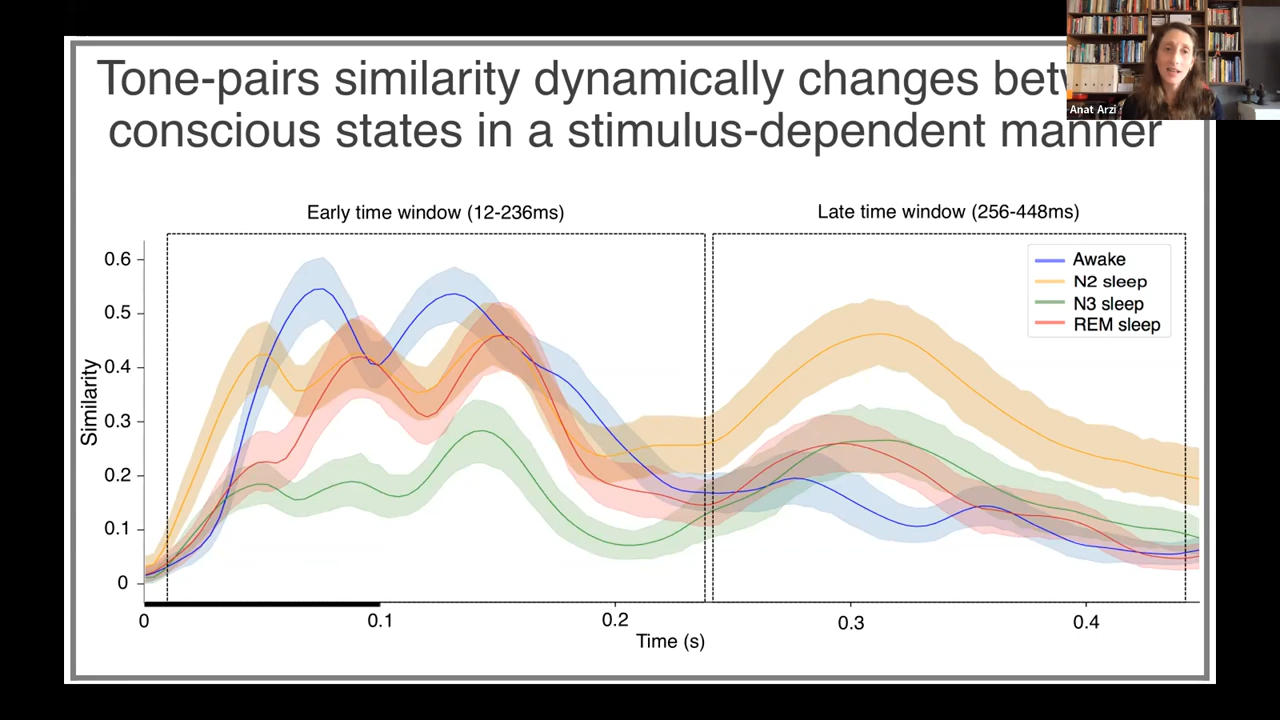 Tone-pairs similarity dynamically changes
conscious states in a stimulus-dependent manner
Anat Arzi
Early time window (12-236ms)
Late time window (256-448ms)
Awake
N2 sleep
N3 sleep
REM sleep
Similarity
0.6
0.5
0.4
0.3
0.2
0.1
0
0
0.1
0.2
0.3
0.4
Time (s)